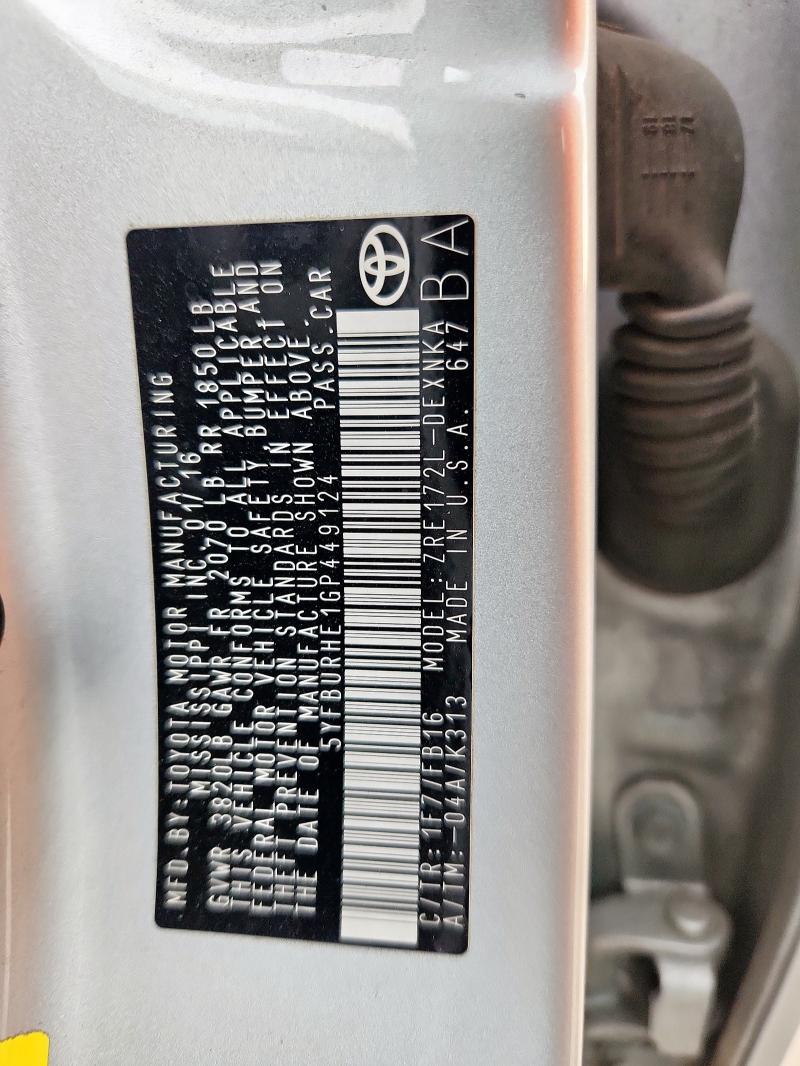 MFD.BY:TOYOTA MOTOR MANUFACTURING
MISSISSIPPI INC. 01/16
GVWR 3820LB GAWR FR 2070 LB RR 1850LB
THIS VEHICLE CONFORMS TO ALL APPLICABLE
FEDERAL MOTOR VEHICLE SAFETY BUMPER AND
THEFT PREVENTION STANDARDS IN EFFECT ON
THE DATE OF MANUFACTURE SHOWN ABOVE.
5YFBURHE1GP449124 PASS.CAR
MODEL:ZRE172L-DEXNKA
C/TR:1F7/FB16 MADE IN U.S.A. 647 BA
A/TM:-04A/K313